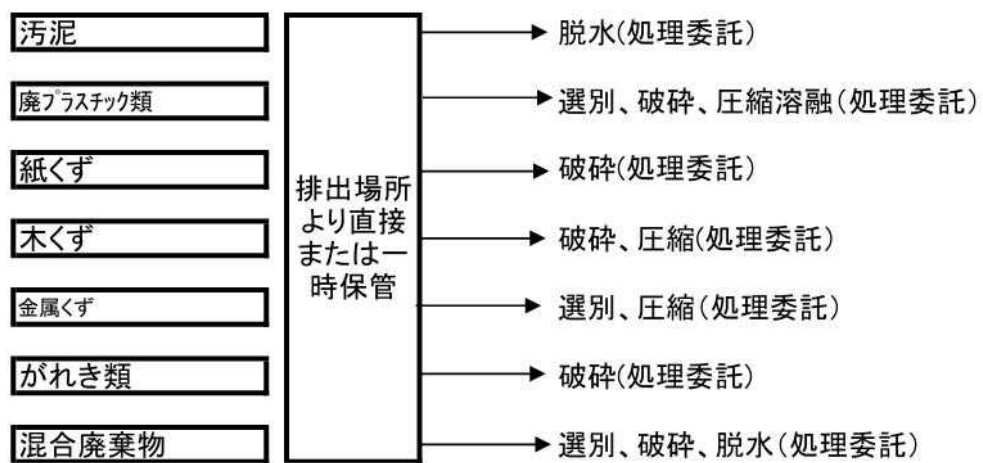 汚泥
脱水(処理委託)
廃プラスチック類
選別、破砕、圧縮溶融(処理委託)
紙くず
破砕(処理委託)
木くず
破砕、圧縮(処理委託)
排出場所
より直接
または一
時保管
金属くず
選別、圧縮(処理委託)
がれき類
破砕(処理委託)
混合廃棄物
選別、破砕、脱水(処理委託)